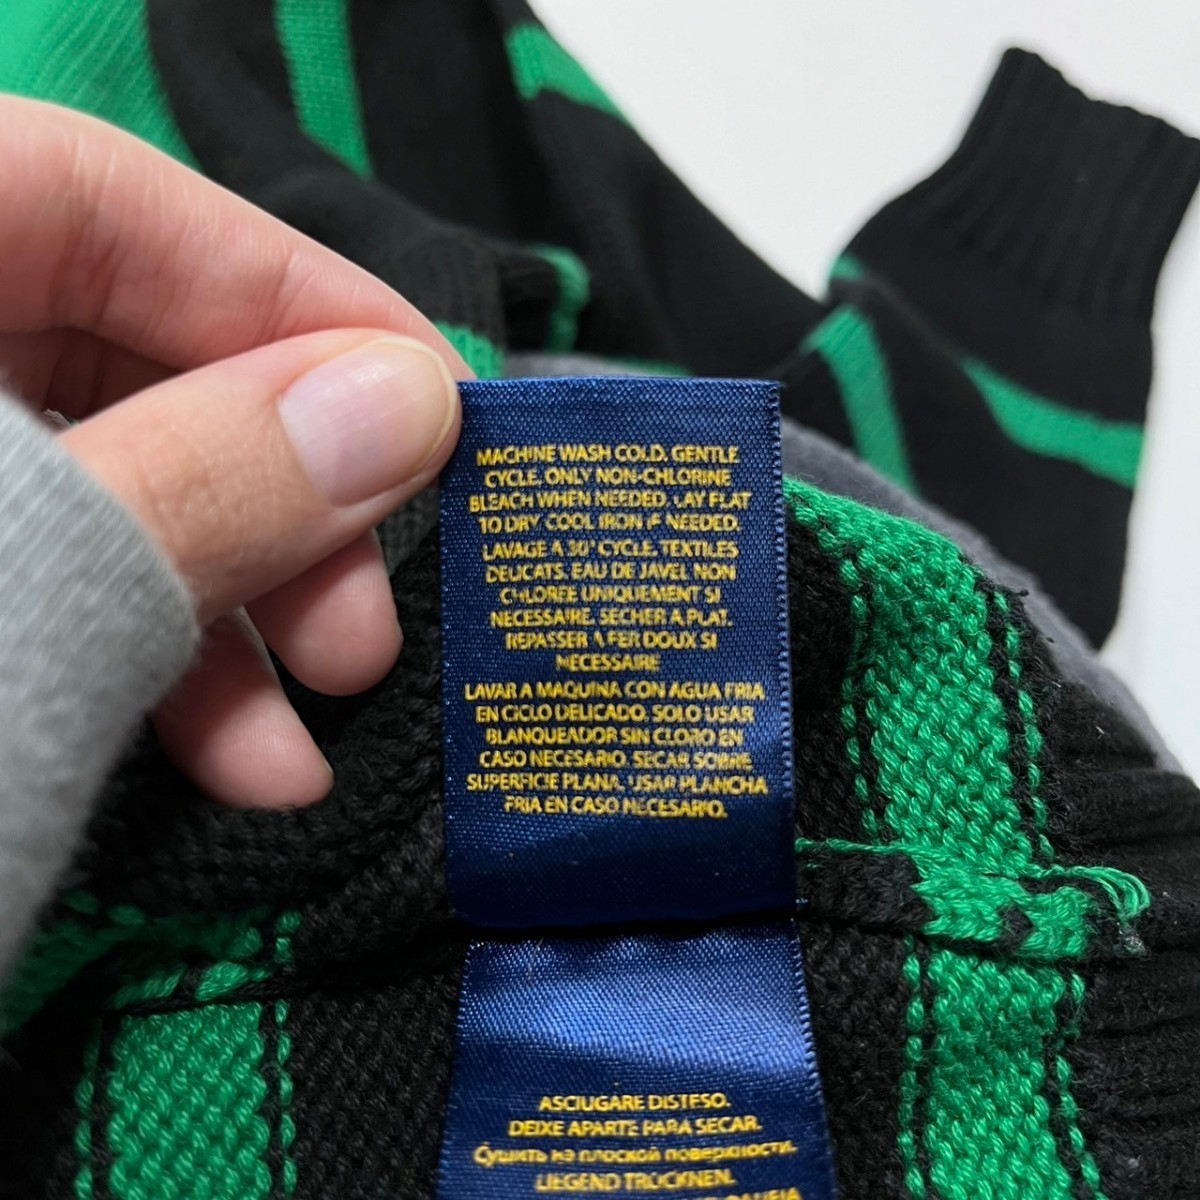 MACHINE WASH COLD. GENTLE
CYCLE. ONLY NON-CHLORINE
BLEACH WHEN NEEDED. LAY FLAT
TO DRY. COOL IRON IF NEEDED.
LAVAGE A 30° CYCLE. TEXTILES
DELICATS. EAU DE JAVEL NON
CHLOREE UNIQUEMENT SI
NECESSAIRE. SECHER A PLAT.
REPASSER A FER DOUX SI
NECESSAIRE
LAVAR A MAQUINA CON AGUA FRIA
EN CICLO DELICADO. SOLO USAR
BLANQUEADOR SIN CLORO EN
CASO NECESARIO. SECAR SOBRE
SUPERFICIE PLANA. USAR PLANCHA
FRIA EN CASO NECESARIO.
ASCIUGARE DISTESO.
DEIXE APARTE PARA SECAR.
Сушить на плоской поверхности.
LIEGEND TROCKNEN.